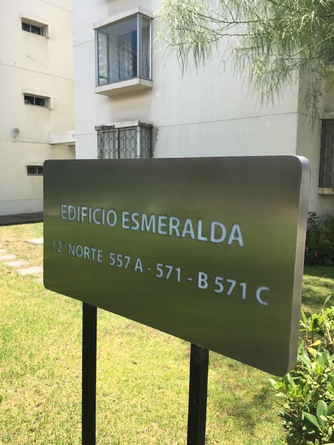 EDIFICIO ESMERALDA
12 NORTE 557 A - 571 - B 571 C